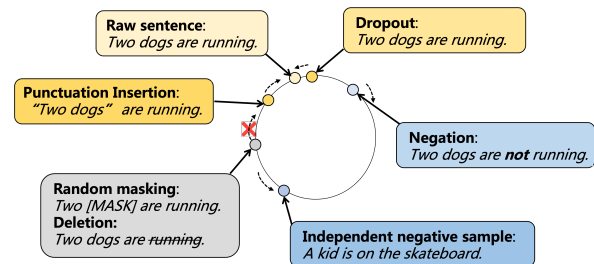 Raw sentence:
Two dogs are running.
Dropout:
Two dogs are running.
Punctuation Insertion:
“Two dogs” are running.
Negation:
Two dogs are not running.
Random masking:
Two [MASK] are running.
Deletion:
Two dogs are running.
Independent negative sample:
A kid is on the skateboard.